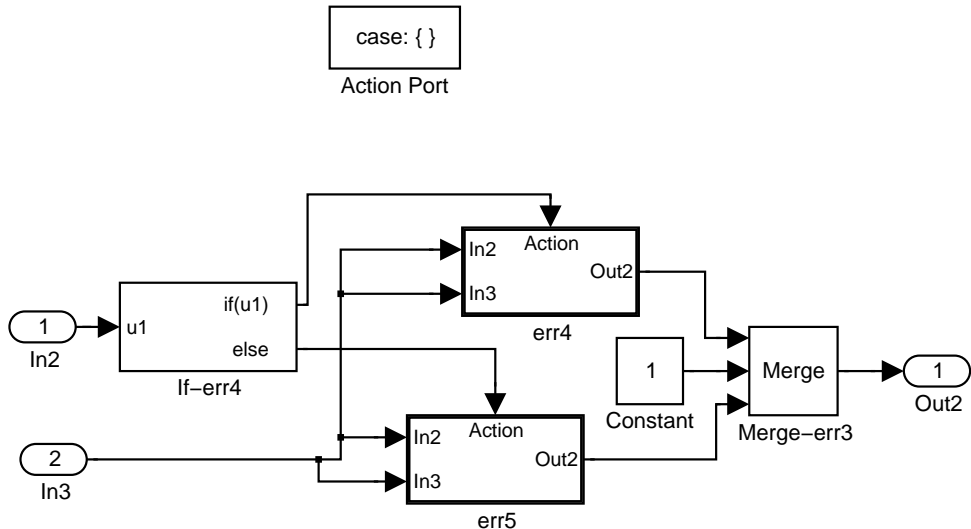 case: { }
Action Port
Action
In2
Out2
In3
if(u1)
1
u1
err4
In2
else
1
Merge
1
If−err4
Constant
Out2
Action
Merge−err3
In2
2
Out2
In3
In3
err5